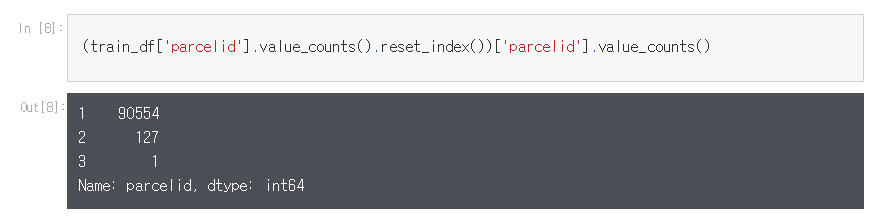 In [8]:
(train_df['parcelid'].value_counts().reset_index())['parcelid'].value_counts()
Out[8]:
1    90554
2      127
3        1
Name: parcelid, dtype: int64